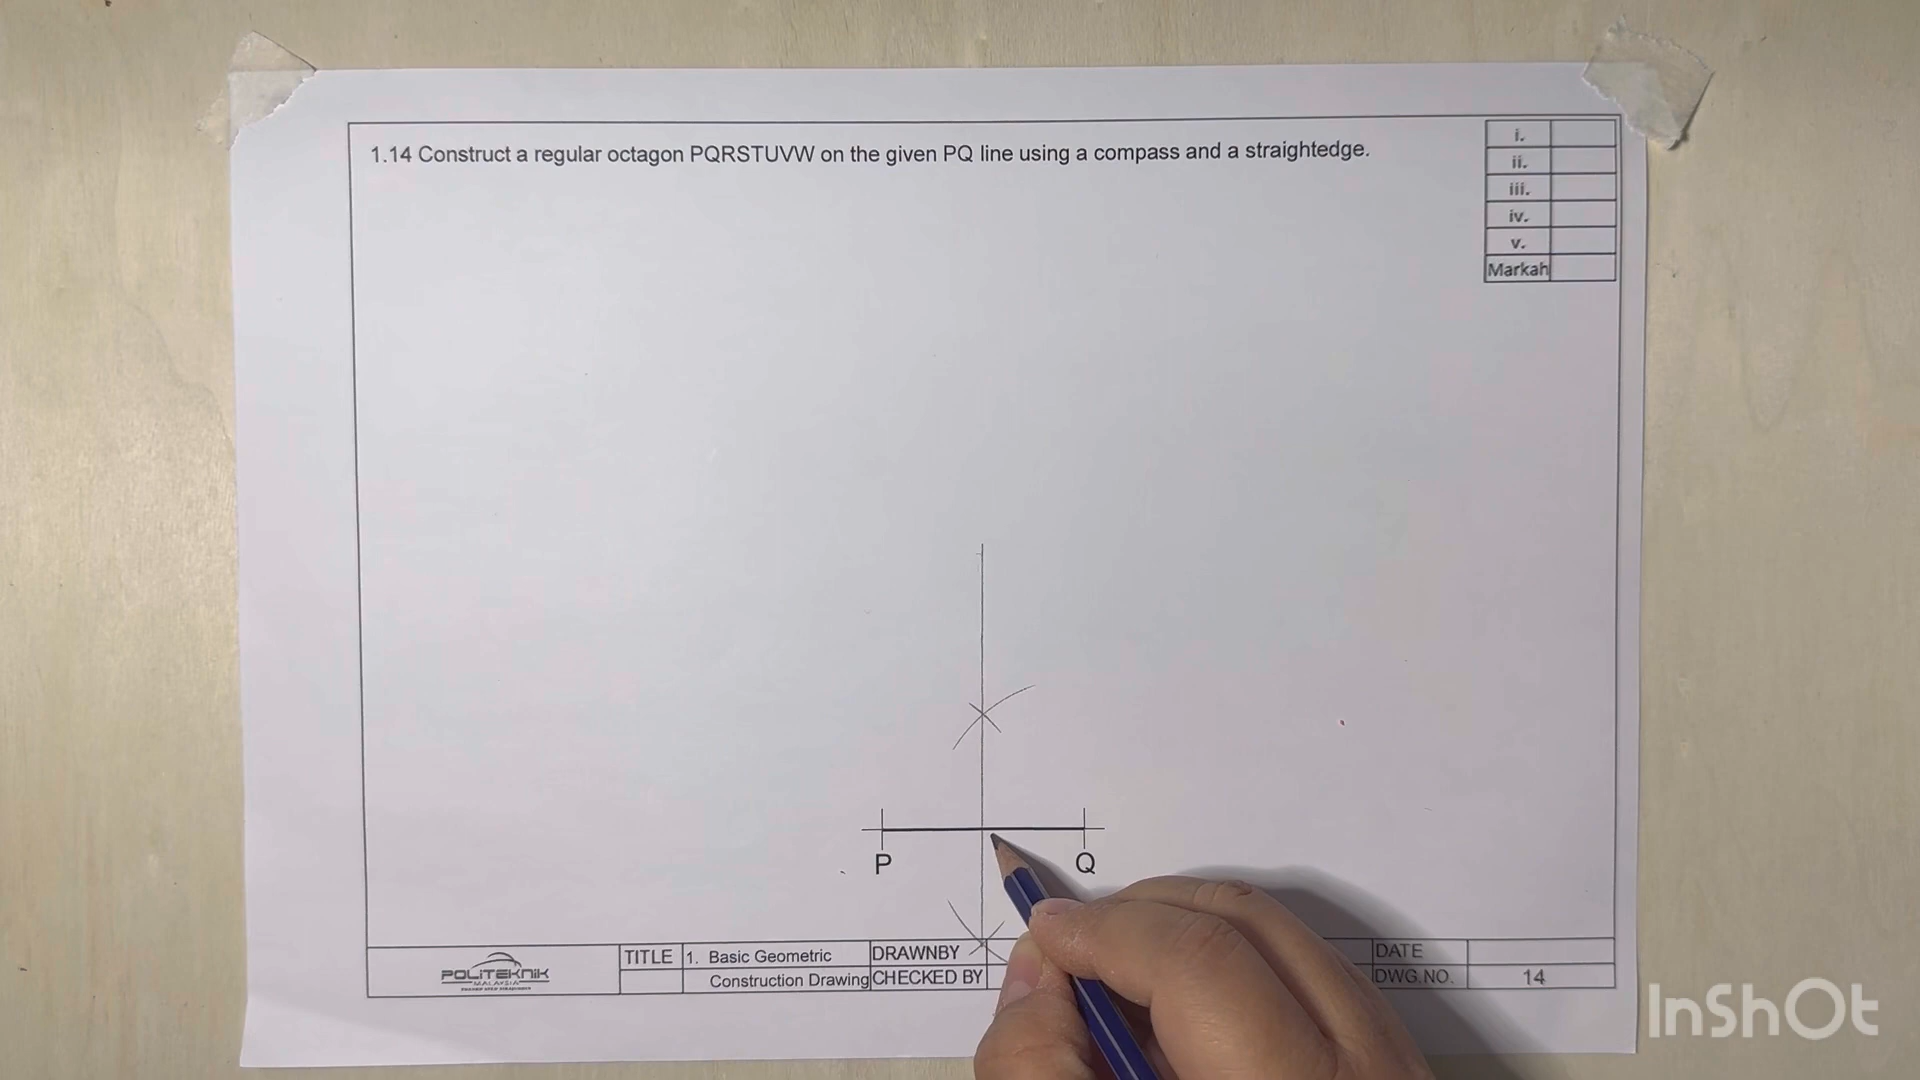 1.14 Construct a regular octagon PQRSTUVW on the given PQ line using a compass and a straightedge.
i.
ii.
iii.
iv.
v.
Markah
P
Q
POLITEKNIK
MALAYSIA
TITLE
1. Basic Geometric
Construction Drawing
DRAWNBY
CHECKED BY
DATE
DWG.NO.
14
InShOt